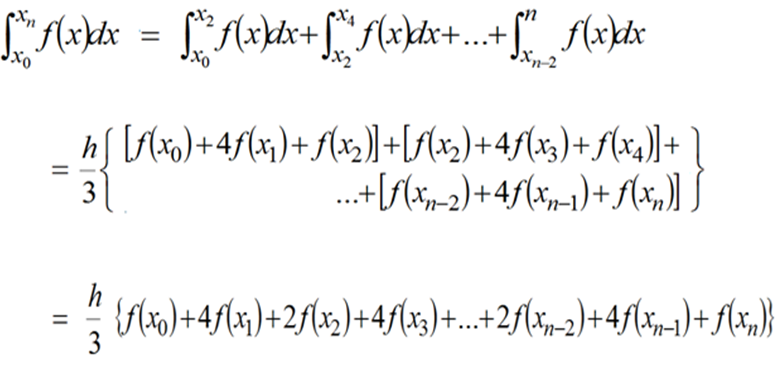 ∫_{x_0}^{x_n} f(x)dx = ∫_{x_0}^{x_2} f(x)dx + ∫_{x_2}^{x_4} f(x)dx + ... + ∫_{x_{n–2}}^{n} f(x)dx
= h/3 { [f(x_0)+4f(x_1)+f(x_2)]+[f(x_2)+4f(x_3)+f(x_4)]+
...+[f(x_{n–2})+4f(x_{n–1})+f(x_n)] }
= h/3 {f(x_0)+4f(x_1)+2f(x_2)+4f(x_3)+...+2f(x_{n–2})+4f(x_{n–1})+f(x_n)}